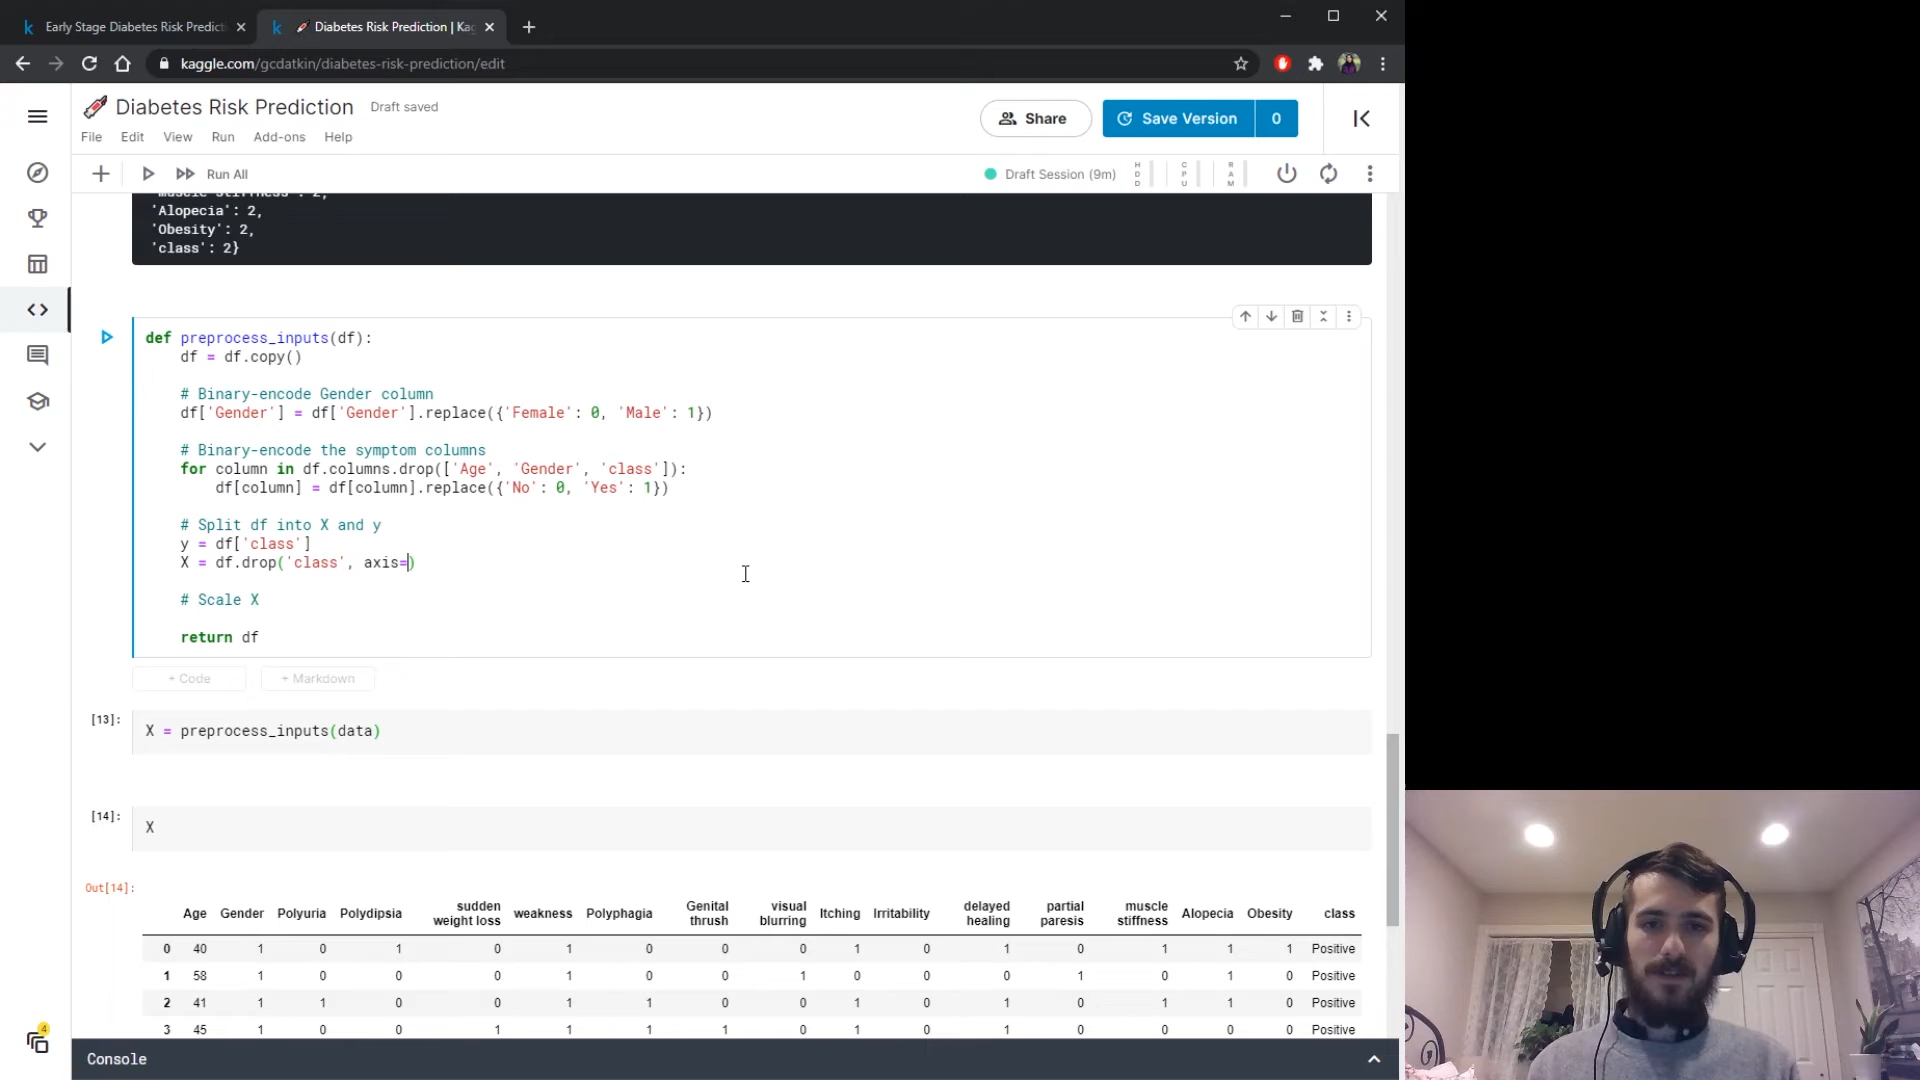 Early Stage Diabetes Risk Predict
Diabetes Risk Prediction | Kag
kaggle.com/gcdatkin/diabetes-risk-prediction/edit
Diabetes Risk Prediction
Draft saved
Share
Save Version
0
File Edit View Run Add-ons Help
Run All
Draft Session (9m)
HDD
CPU
RAM
'muscle stiffness': 2,
'Alopecia': 2,
'Obesity': 2,
'class': 2}
def preprocess_inputs(df):
df = df.copy()
# Binary-encode Gender column
df['Gender'] = df['Gender'].replace({'Female': 0, 'Male': 1})
# Binary-encode the symptom columns
for column in df.columns.drop(['Age', 'Gender', 'class']):
df[column] = df[column].replace({'No': 0, 'Yes': 1})
# Split df into X and y
y = df['class']
X = df.drop('class', axis=)
# Scale X
return df
+ Code + Markdown
[13]:
X = preprocess_inputs(data)
[14]:
X
Out[14]:
Age Gender Polyuria Polydipsia sudden weight loss weakness Polyphagia Genital thrush visual blurring Itching Irritability delayed healing partial paresis muscle stiffness Alopecia Obesity class
0 40 1 0 1 0 1 0 0 0 1 0 1 0 1 1 1 Positive
1 58 1 0 0 0 1 0 0 1 0 0 0 1 0 1 0 Positive
2 41 1 1 0 0 1 1 0 0 1 0 1 0 1 1 0 Positive
3 45 1 0 0 1 1 1 1 0 1 0 1 0 0 0 0 Positive
4
Console